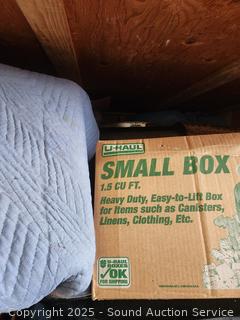 U-HAUL
SMALL BOX
1.5 CU FT.
Heavy Duty, Easy-to-Lift Box
for Items such as Canisters,
Linens, Clothing, Etc.
U-HAUL
BOXES
OK
FOR SHIPPING
Copyright 2025 - Sound Auction Service